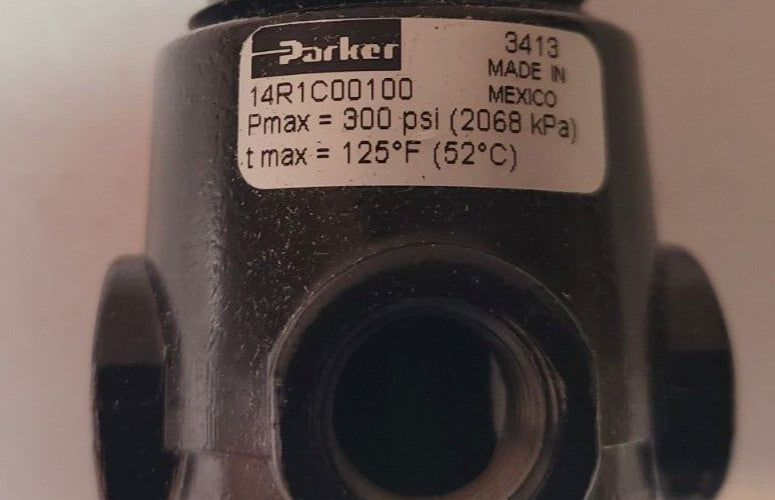 Parker
3413
MADE IN
MEXICO
14R1C00100
Pmax = 300 psi (2068 kPa)
t max = 125°F (52°C)